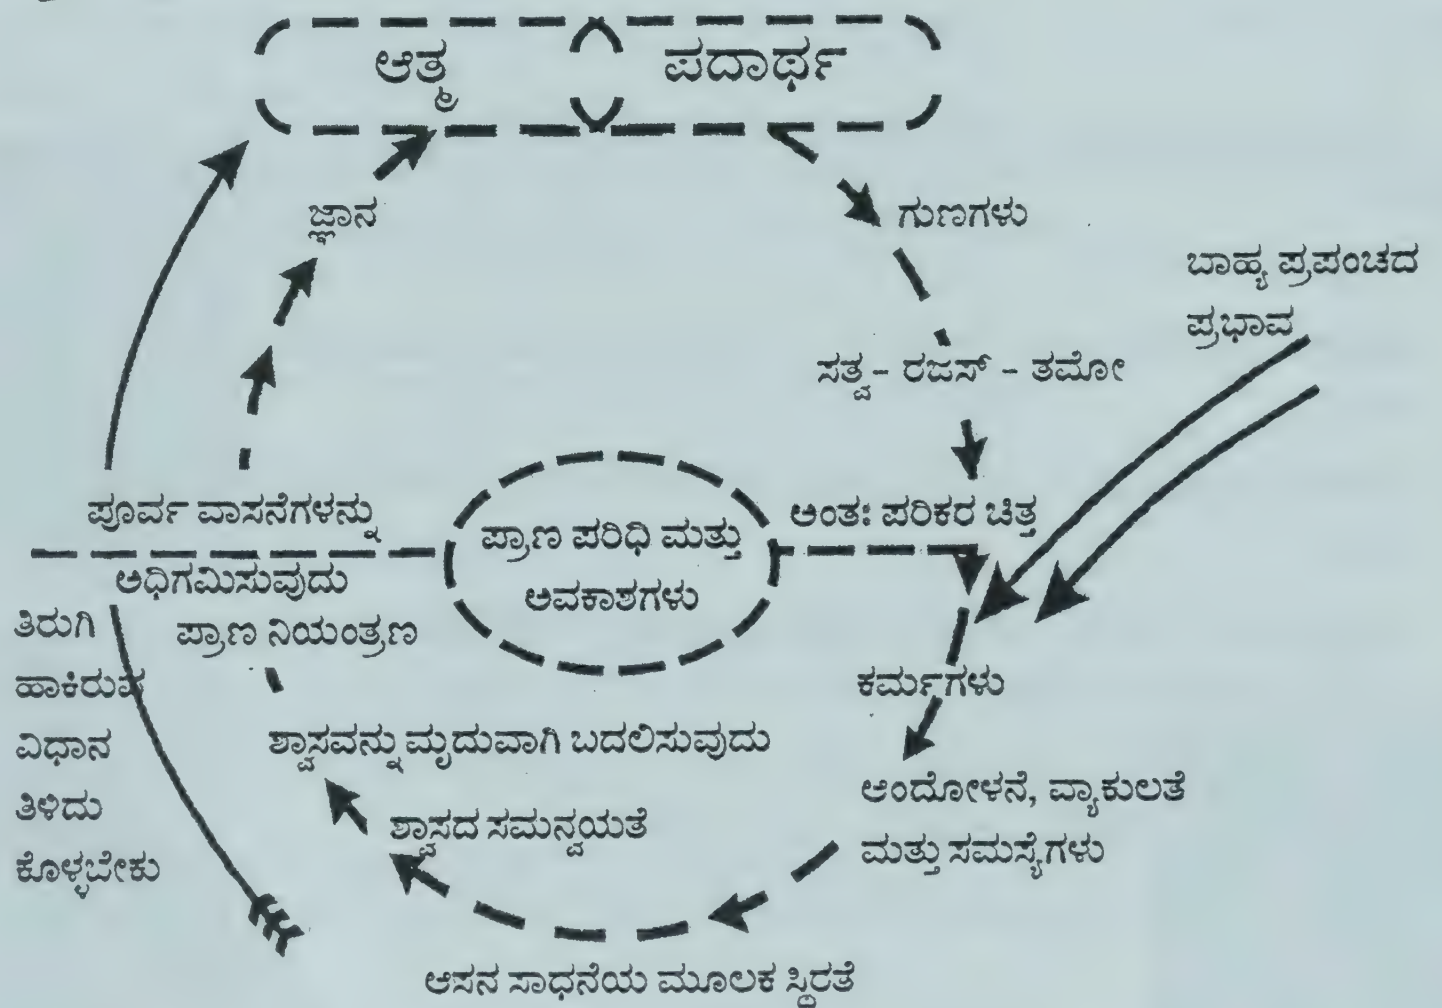 ಆತ್ಮ ಪದಾರ್ಥ
ಜ್ಞಾನ
ಗುಣಗಳು
ಬಾಹ್ಯ ಪ್ರಪಂಚದ
ಪ್ರಭಾವ
ಸತ್ವ - ರಜಸ್ - ತಮೋ
ಪೂರ್ವ ವಾಸನೆಗಳನ್ನು
ಅಧಿಗಮಿಸುವುದು
ಪ್ರಾಣ ಪರಿಧಿ ಮತ್ತು
ಅವಕಾಶಗಳು
ಅಂತಃ ಪರಿಕರ ಚಿತ್ತ
ಪ್ರಾಣ ನಿಯಂತ್ರಣ
ತಿರುಗಿ
ಹಾಕಿರುವ
ವಿಧಾನ
ತಿಳಿದು
ಕೊಳ್ಳಬೇಕು
ಕರ್ಮಗಳು
ಶ್ವಾಸವನ್ನು ಮೃದುವಾಗಿ ಬದಲಿಸುವುದು
ಅಂದೋಳನೆ, ವ್ಯಾಕುಲತೆ
ಮತ್ತು ಸಮಸ್ಯೆಗಳು
ಶ್ವಾಸದ ಸಮನ್ವಯತೆ
ಆಸನ ಸಾಧನೆಯ ಮೂಲಕ ಸ್ಥಿರತೆ